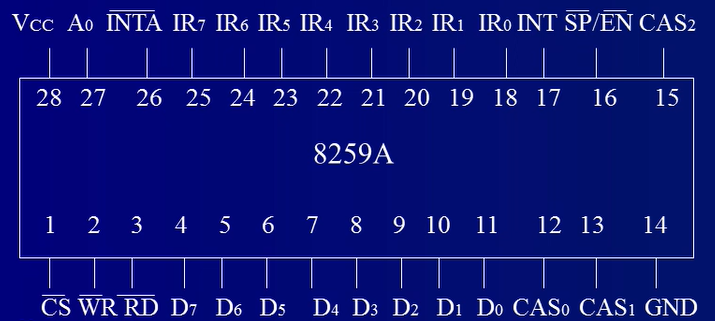 VCC A0 INTA IR7 IR6 IR5 IR4 IR3 IR2 IR1 IR0 INT SP/EN CAS2
28 27 26 25 24 23 22 21 20 19 18 17 16 15
8259A
1 2 3 4 5 6 7 8 9 10 11 12 13 14
CS WR RD D7 D6 D5 D4 D3 D2 D1 D0 CAS0 CAS1 GND